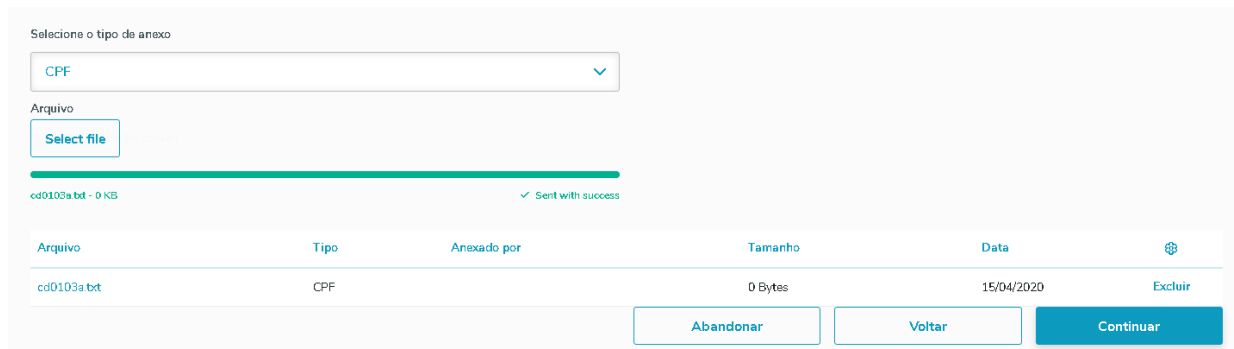 Selecione o tipo de anexo
CPF
Arquivo
Select file
cd0103a.txt - 0 KB Sent with success
Arquivo Tipo Anexado por Tamanho Data
cd0103a.txt CPF 0 Bytes 15/04/2020 Excluir
Abandonar Voltar Continuar